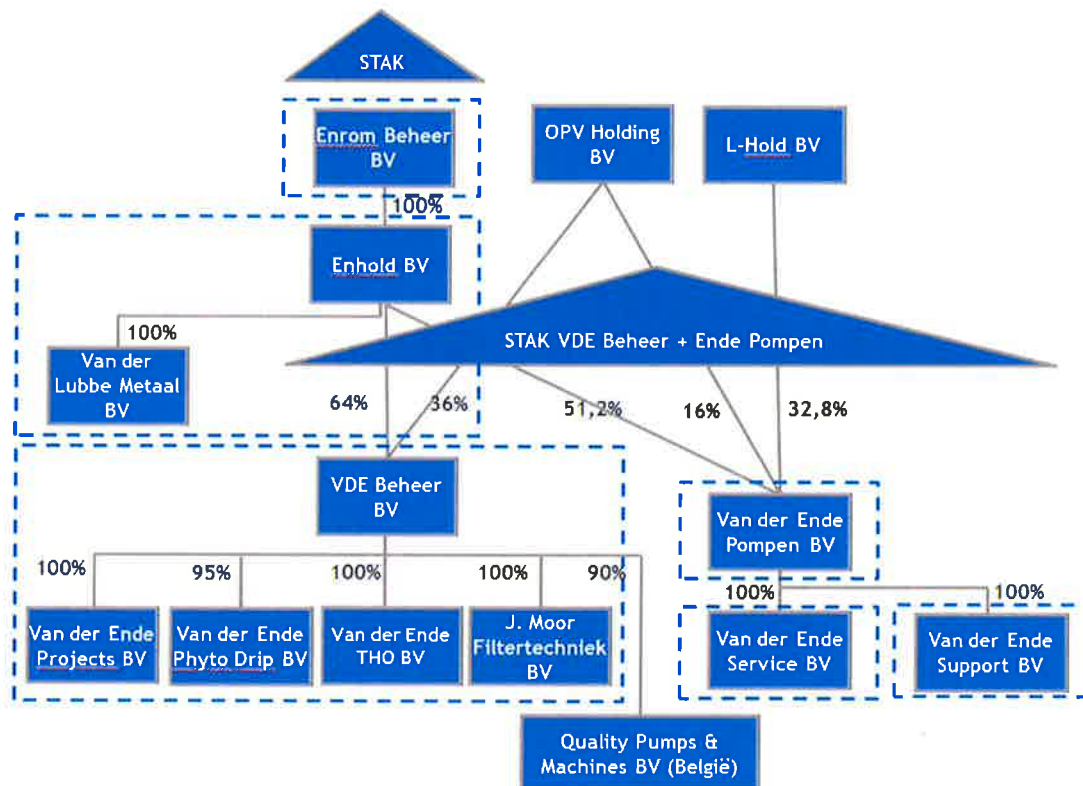 STAK
Enrom Beheer
BV
OPV Holding
BV
L-Hold BV
100%
Enhold BV
100%
Van der
Lubbe Metaal
BV
STAK VDE Beheer + Ende Pompen
64%
36%
51,2%
16%
32,8%
VDE Beheer
BV
Van der Ende
Pompen BV
100%
95%
100%
100%
90%
100%
100%
Van der Ende
Projects BV
Van der Ende
Phyto Drip BV
Van der Ende
THO BV
J. Moor
Filtertechniek
BV
Van der Ende
Service BV
Van der Ende
Support BV
Quality Pumps &
Machines BV (België)